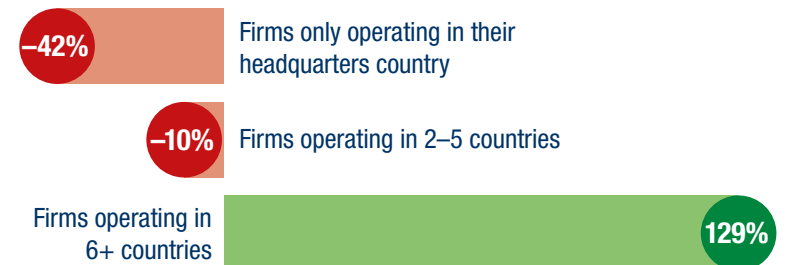 –42%
Firms only operating in their
headquarters country
–10%
Firms operating in 2–5 countries
Firms operating in
6+ countries
129%